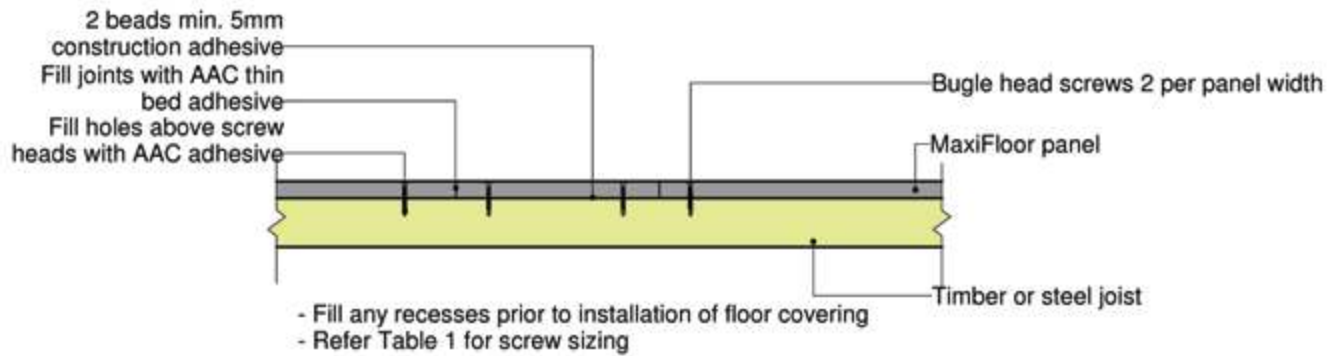 2 beads min. 5mm
construction adhesive
Fill joints with AAC thin
bed adhesive
Fill holes above screw
heads with AAC adhesive
Bugle head screws 2 per panel width
MaxiFloor panel
Timber or steel joist
- Fill any recesses prior to installation of floor covering
- Refer Table 1 for screw sizing